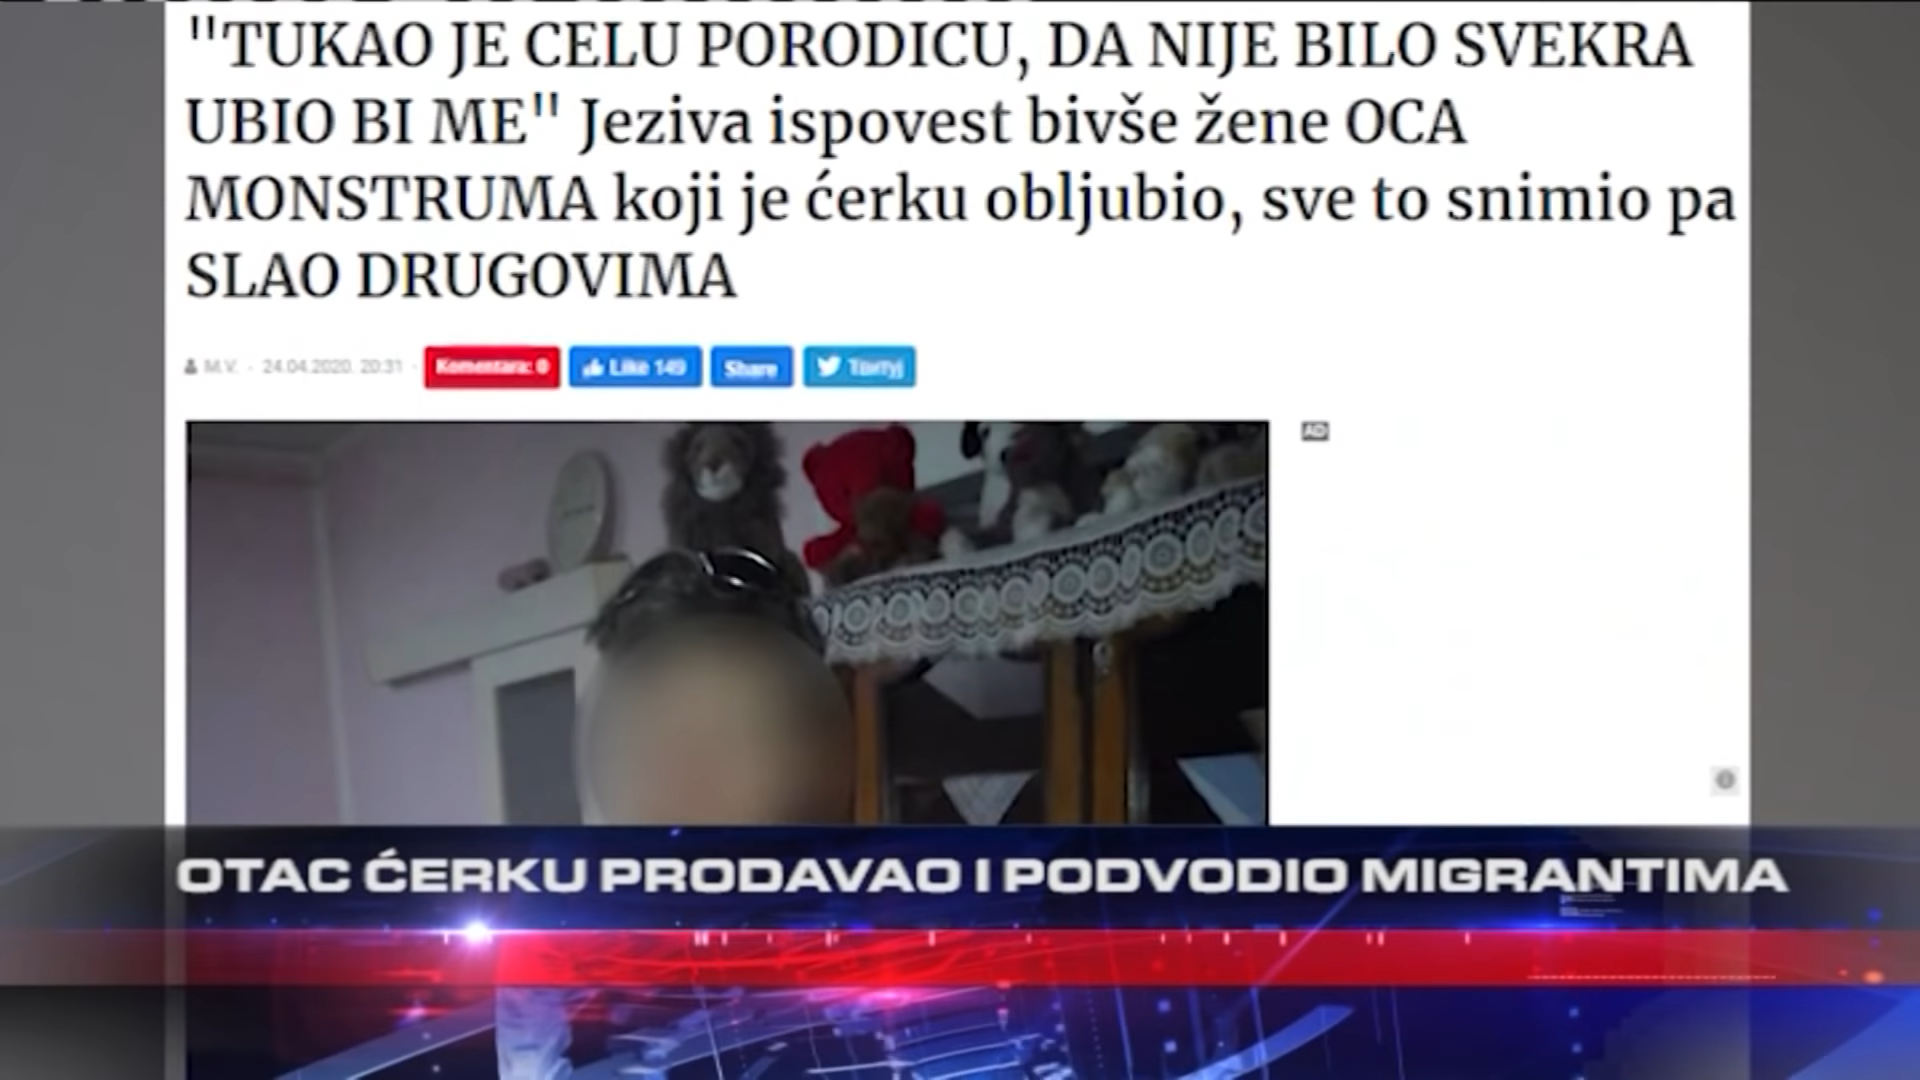 "TUKAO JE CELU PORODICU, DA NIJE BILO SVEKRA
UBIO BI ME" Jeziva ispovest bivše žene OCA
MONSTRUMA koji je ćerku obljubio, sve to snimio pa
SLAO DRUGOVIMA
M.V. - 24.04.2020. 20:31 -
Komentara: 0
Like 149
Share
Твитуј
AD
OTAC ĆERKU PRODAVAO I PODVODIO MIGRANTIMA